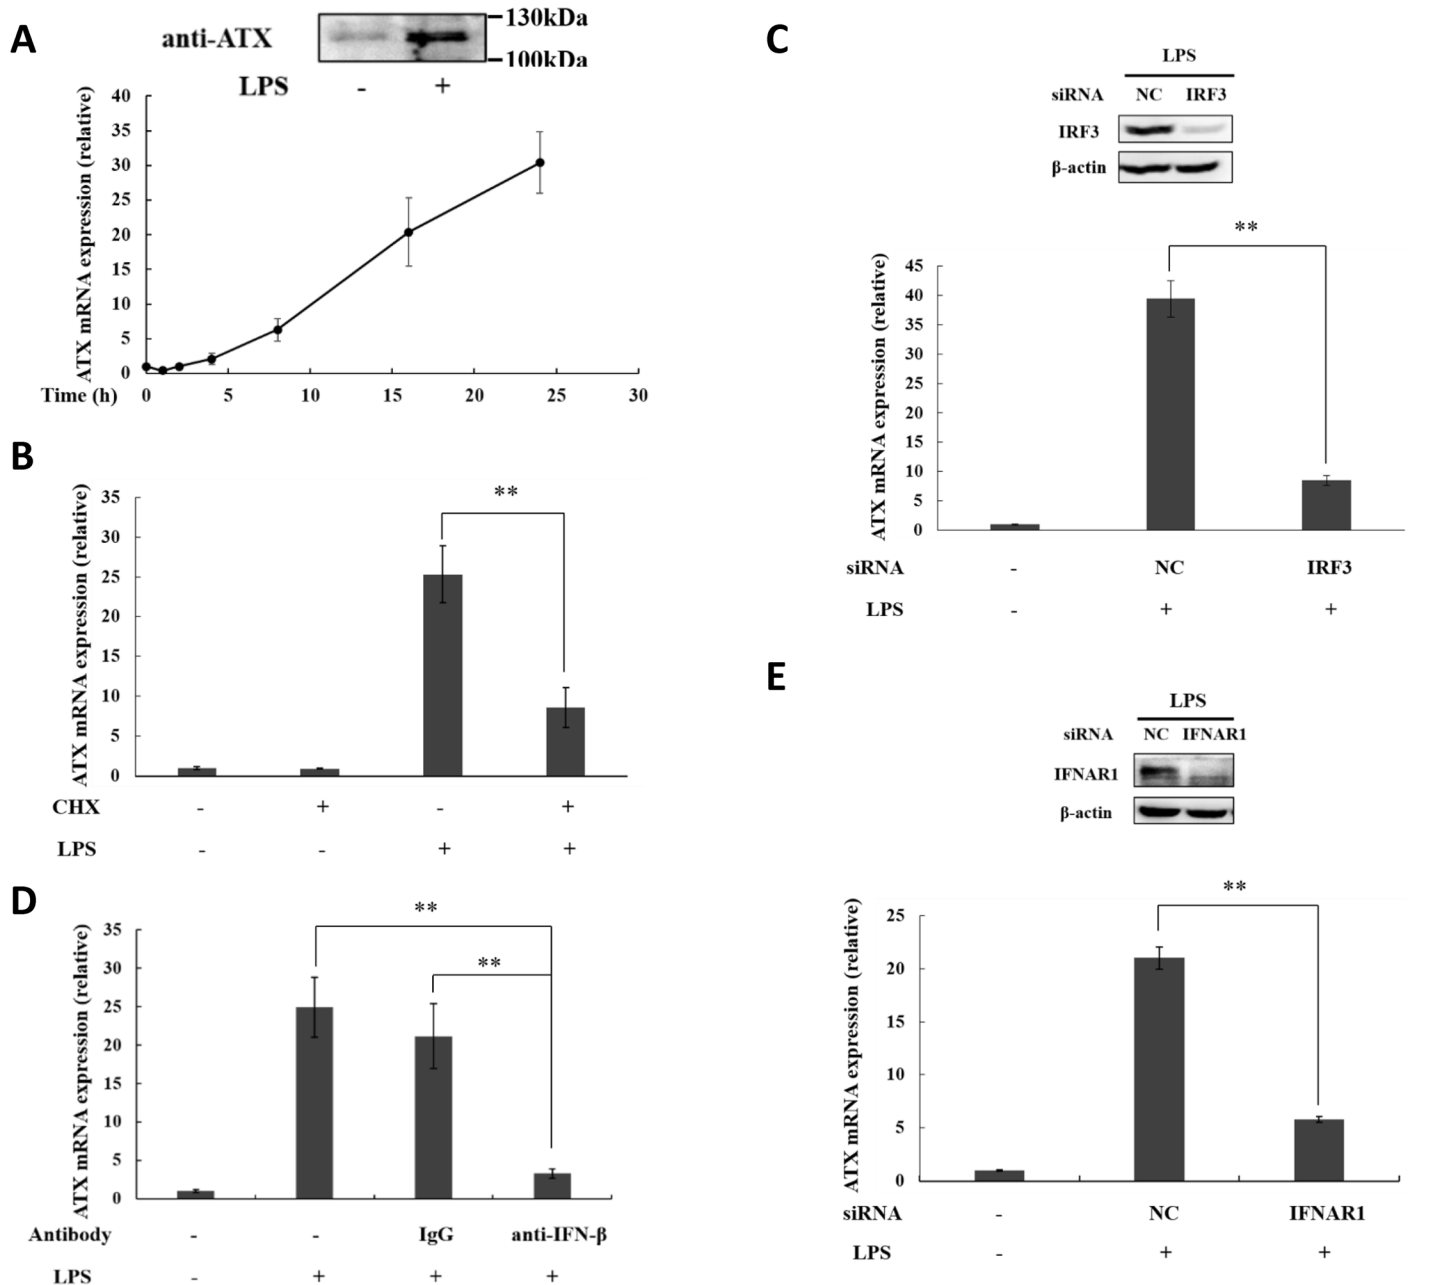 A
anti-ATX
130kDa
100kDa
LPS - +
ATX mRNA expression (relative)
40
35
30
25
20
15
10
5
0
Time (h) 0 5 10 15 20 25 30
B
ATX mRNA expression (relative)
35
30
25
20
15
10
5
0
**
CHX - + - +
LPS - - + +
D
ATX mRNA expression (relative)
35
30
25
20
15
10
5
0
**
**
Antibody - - IgG anti-IFN-β
LPS - + + +
C
LPS
siRNA NC IRF3
IRF3
β-actin
ATX mRNA expression (relative)
45
40
35
30
25
20
15
10
5
0
**
siRNA - NC IRF3
LPS - + +
E
LPS
siRNA NC IFNAR1
IFNAR1
β-actin
ATX mRNA expression (relative)
25
20
15
10
5
0
**
siRNA - NC IFNAR1
LPS - + +